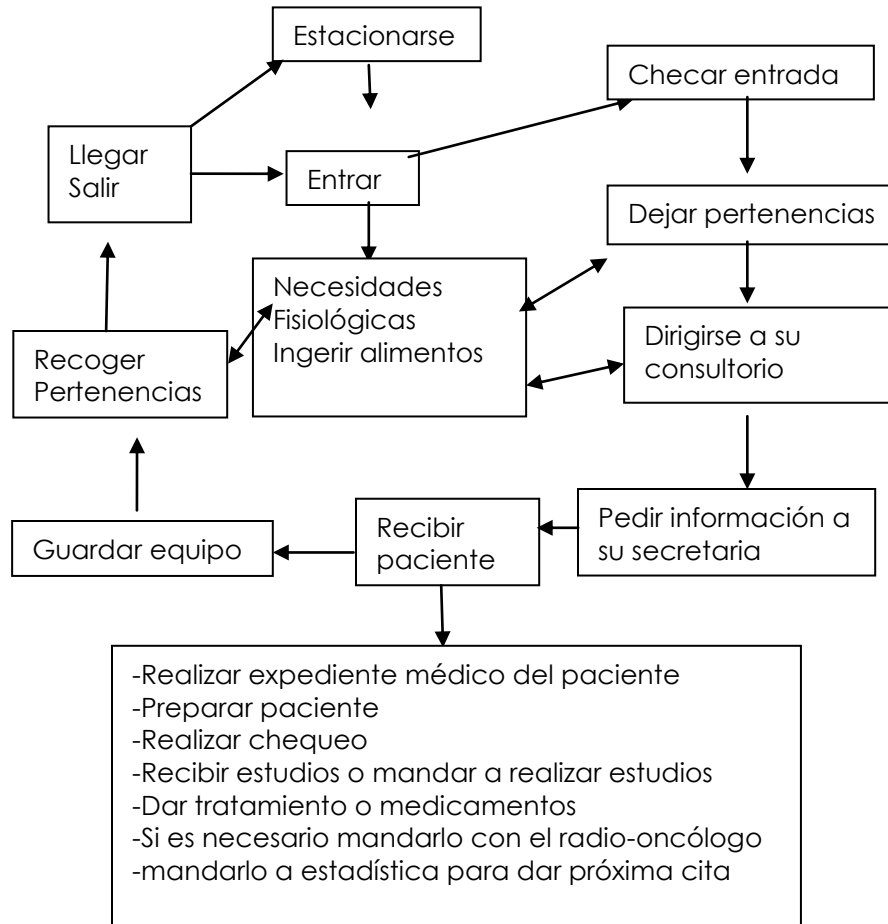 Estacionarse
Checar entrada
Llegar
Salir
Entrar
Dejar pertenencias
Necesidades
Fisiológicas
Ingerir alimentos
Dirigirse a su
consultorio
Recoger
Pertenencias
Pedir información a
su secretaria
Recibir
paciente
Guardar equipo
-Realizar expediente médico del paciente
-Preparar paciente
-Realizar chequeo
-Recibir estudios o mandar a realizar estudios
-Dar tratamiento o medicamentos
-Si es necesario mandarlo con el radio-oncólogo
-mandarlo a estadística para dar próxima cita